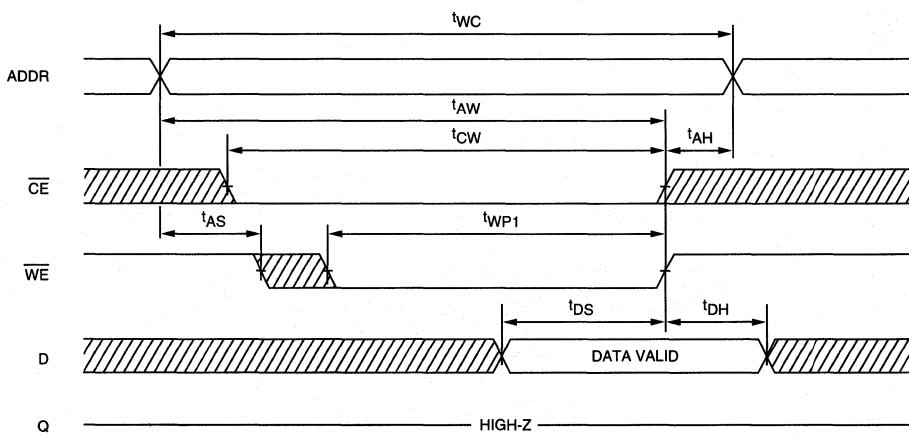 tWC
ADDR
tAW
tCW
tAH
CE
tAS
tWP1
WE
tDS
tDH
D
DATA VALID
Q
HIGH-Z